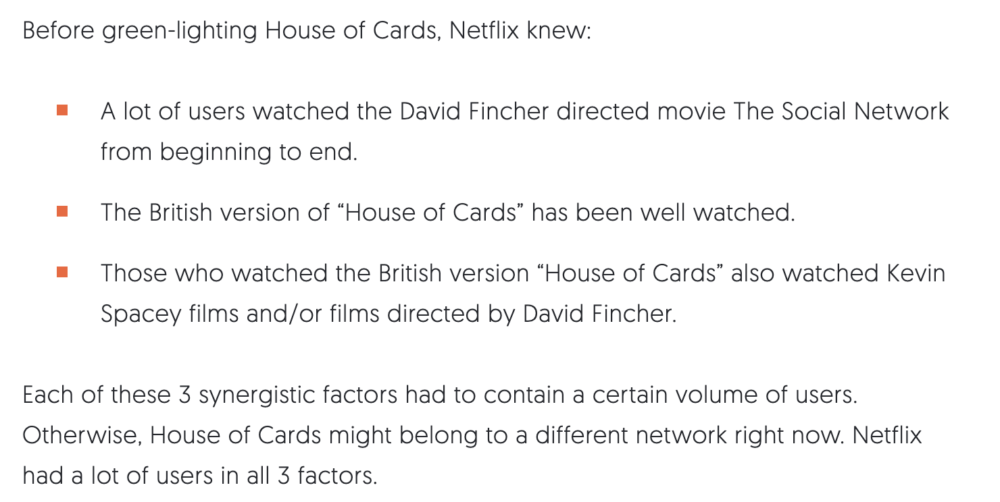 Before green-lighting House of Cards, Netflix knew:
A lot of users watched the David Fincher directed movie The Social Network
from beginning to end.
The British version of “House of Cards” has been well watched.
Those who watched the British version “House of Cards” also watched Kevin
Spacey films and/or films directed by David Fincher.
Each of these 3 synergistic factors had to contain a certain volume of users.
Otherwise, House of Cards might belong to a different network right now. Netflix
had a lot of users in all 3 factors.